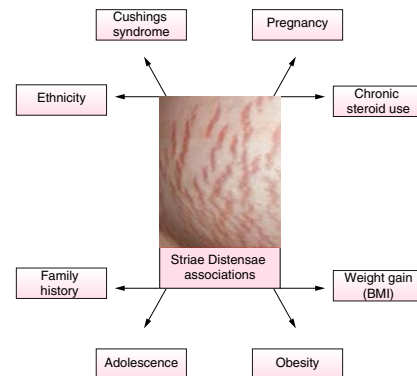 Cushings
syndrome
Pregnancy
Ethnicity
Chronic
steroid use
Striae Distensae
associations
Family
history
Weight gain
(BMI)
Adolescence
Obesity